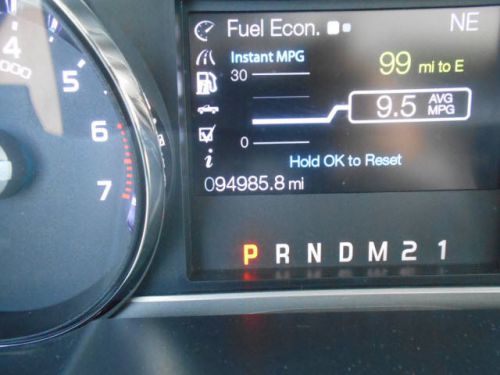 4
000
5
6
7
Fuel Econ.
NE
Instant MPG
30
99 mi to E
9.5 AVG MPG
0
Hold OK to Reset
094985.8 mi
P R N D M 2 1